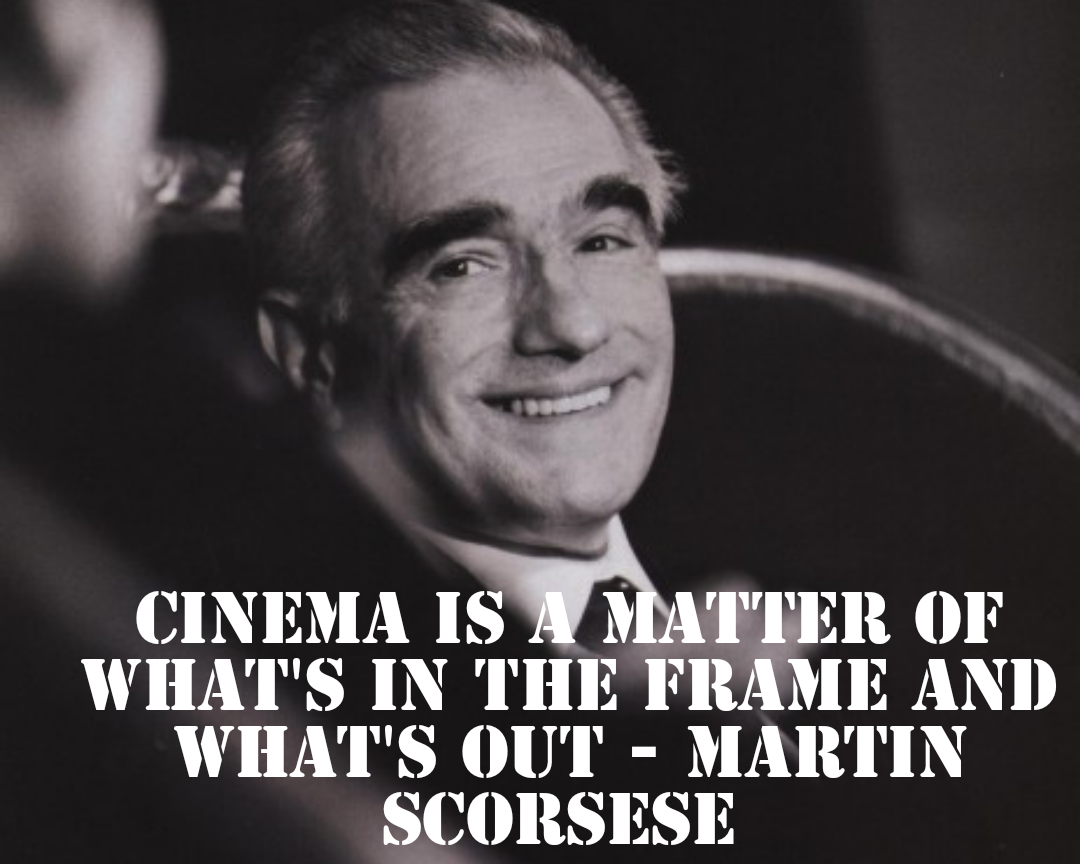 CINEMA IS A MATTER OF
WHAT'S IN THE FRAME AND
WHAT'S OUT - MARTIN
SCORSESE